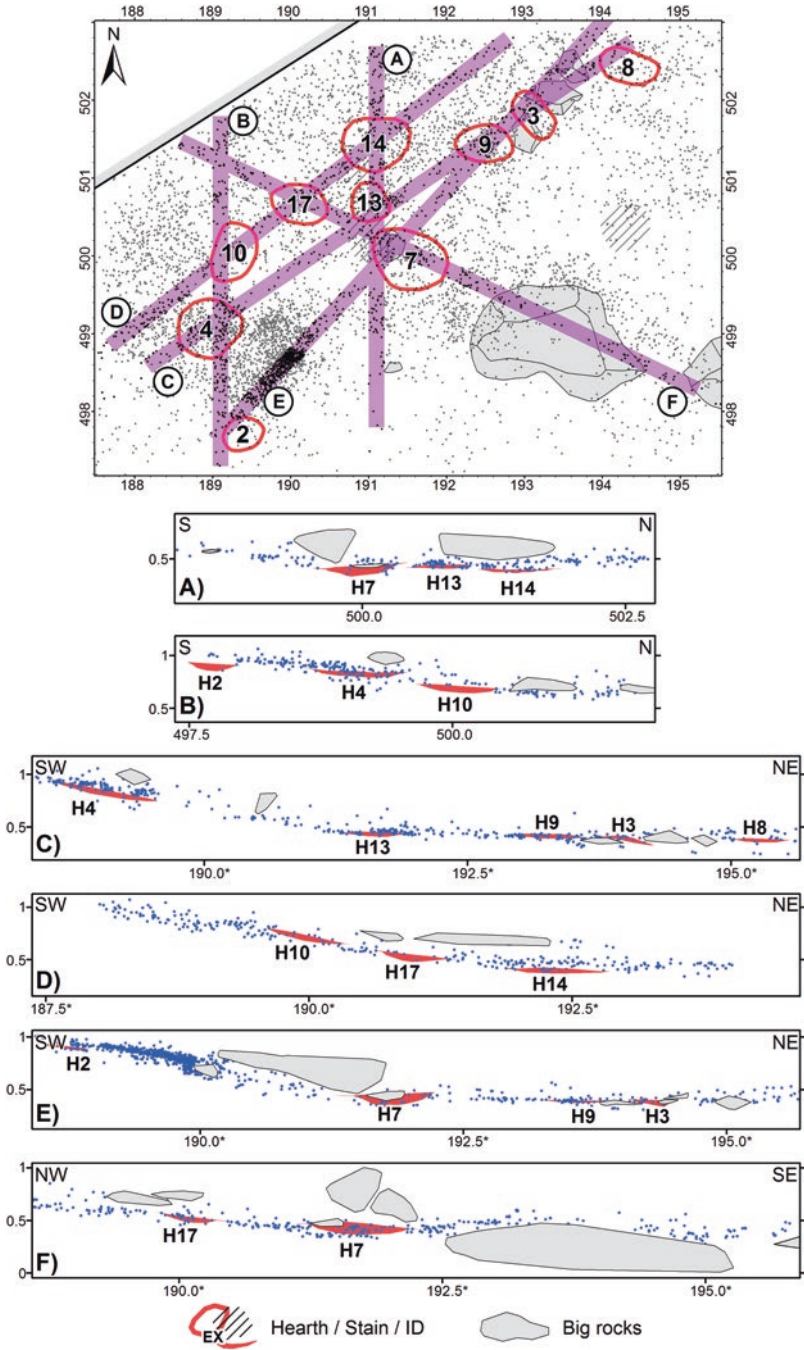 188 189 190 191 192 193 194 195
N
A
B
8
502
502
3
14
9
501
501
17
13
10
7
500
500
D
4
499
499
C
E
F
498
498
2
188 189 190 191 192 193 194 195
S N
0.5
H7 H13 H14
A)
500.0 502.5
S N
1
H2 H4 H10
0.5
B)
497.5 500.0
SW NE
1
H4
0.5
H13 H9 H3 H8
C)
190.0* 192.5* 195.0*
SW NE
1
H10
0.5
H17 H14
D)
187.5* 190.0* 192.5*
1
SW NE
H2
0.5
H7 H9 H3
E)
190.0* 192.5* 195.0*
1
NW SE
0.5
H17 H7
F)
0
190.0* 192.5* 195.0*
EX Hearth / Stain / ID Big rocks